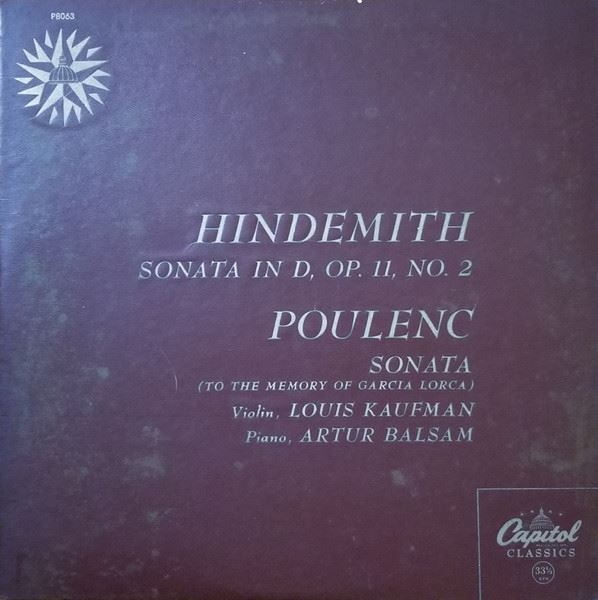 P8063
HINDEMITH
SONATA IN D, OP. 11, NO. 2
POULENC
SONATA
(TO THE MEMORY OF GARCIA LORCA)
Violin, LOUIS KAUFMAN
Piano, ARTUR BALSAM
Capitol
CLASSICS
33⅓
RPM